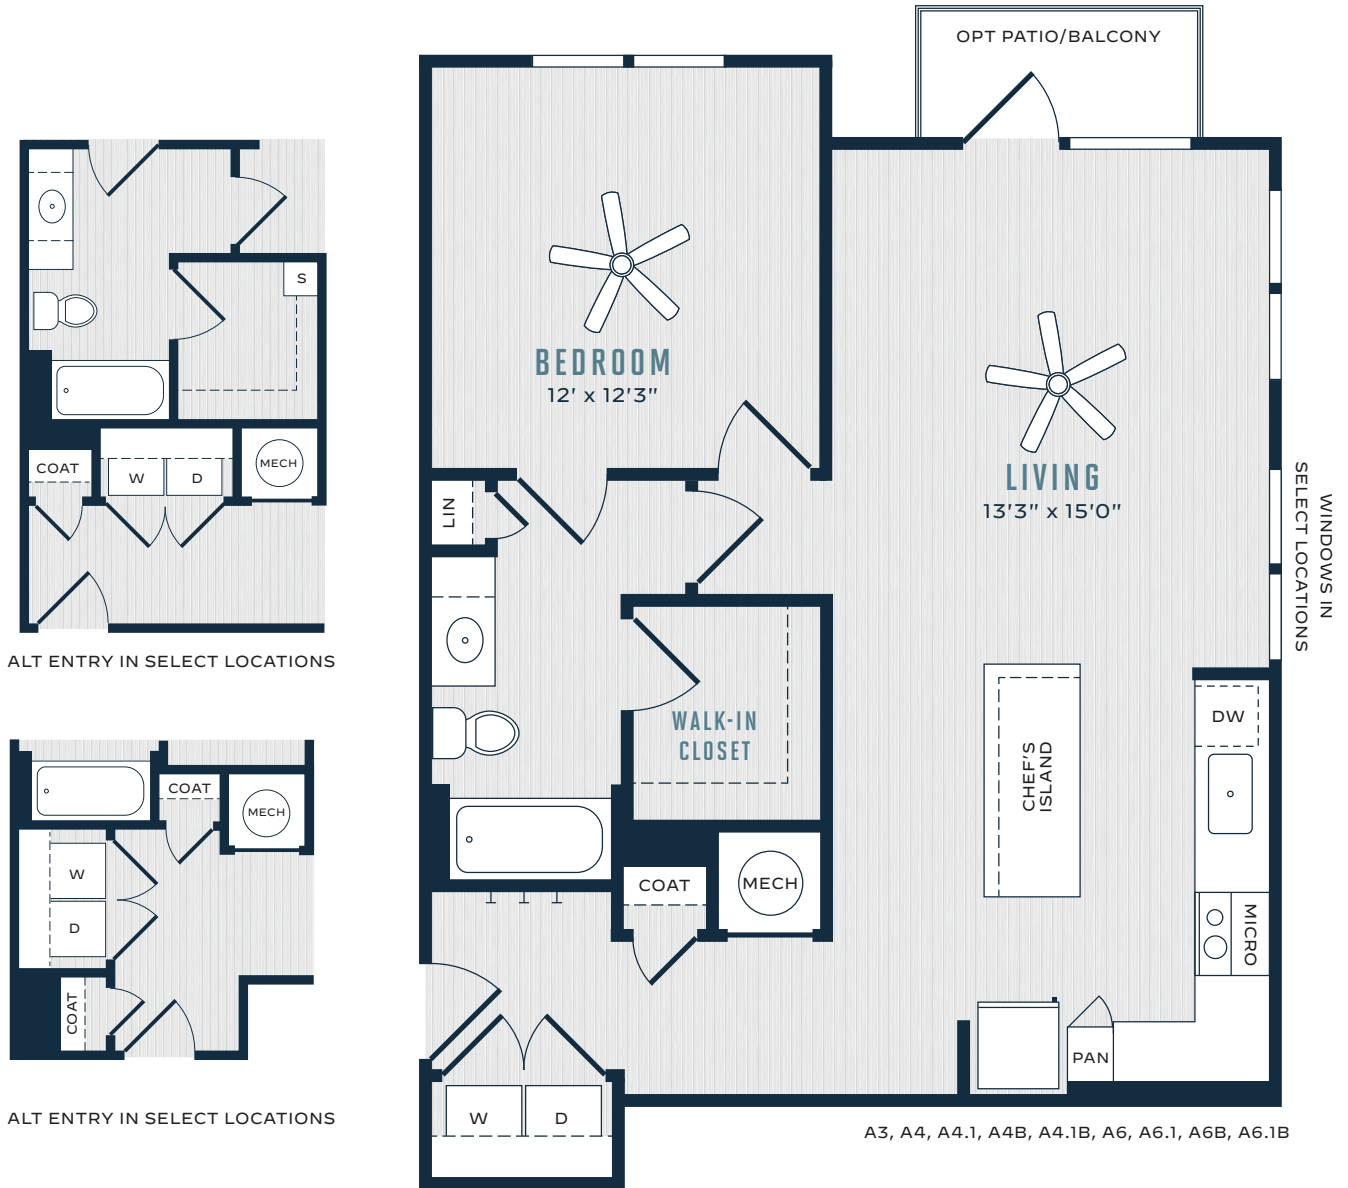 OPT PATIO/BALCONY
BEDROOM
12' x 12'3"
LIVING
13'3" x 15'0"
WINDOWS IN
SELECT LOCATIONS
LIN
WALK-IN
CLOSET
CHEF'S
ISLAND
DW
MICRO
COAT
MECH
PAN
W
D
A3, A4, A4.1, A4B, A4.1B, A6, A6.1, A6B, A6.1B
S
COAT
W
D
MECH
ALT ENTRY IN SELECT LOCATIONS
COAT
MECH
W
D
COAT
ALT ENTRY IN SELECT LOCATIONS